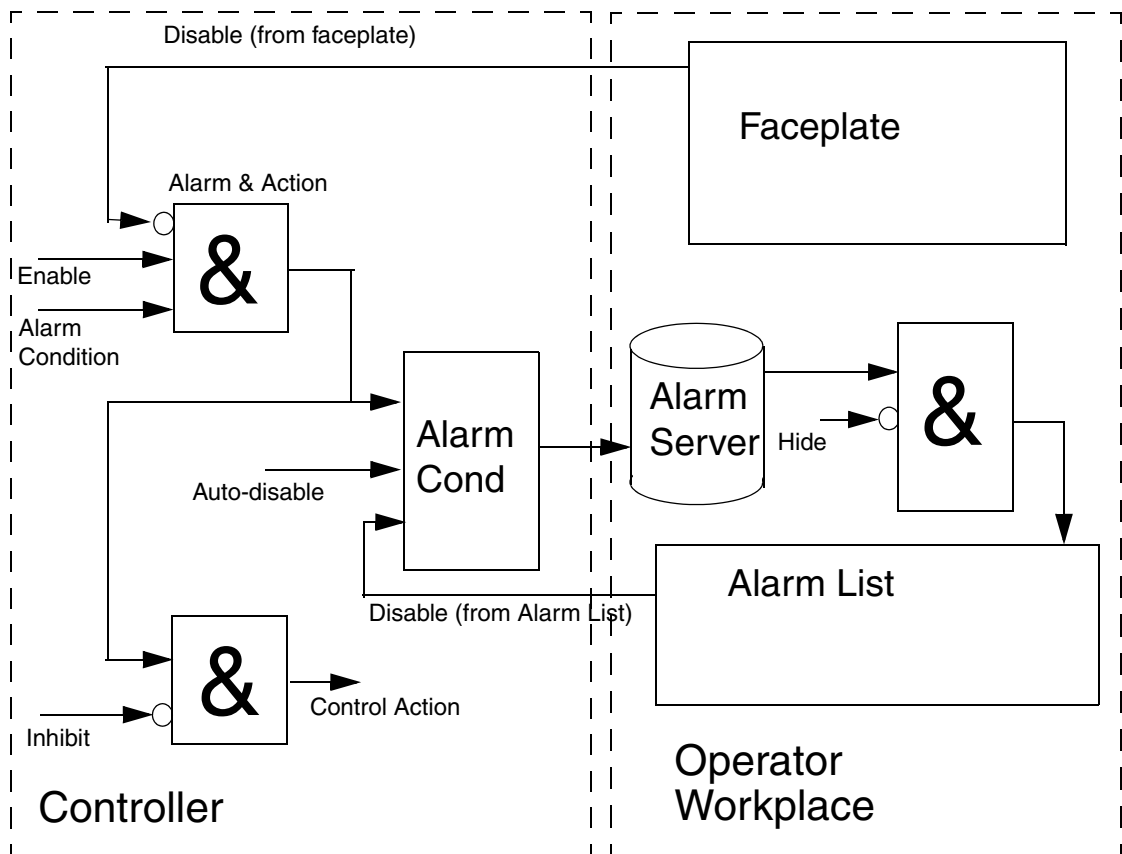 Disable (from faceplate)
Faceplate
Alarm & Action
&
Enable
Alarm
Condition
Alarm
Cond
Auto-disable
Alarm
Server
Hide
&
Disable (from Alarm List)
Alarm List
&
Inhibit
Control Action
Controller
Operator
Workplace